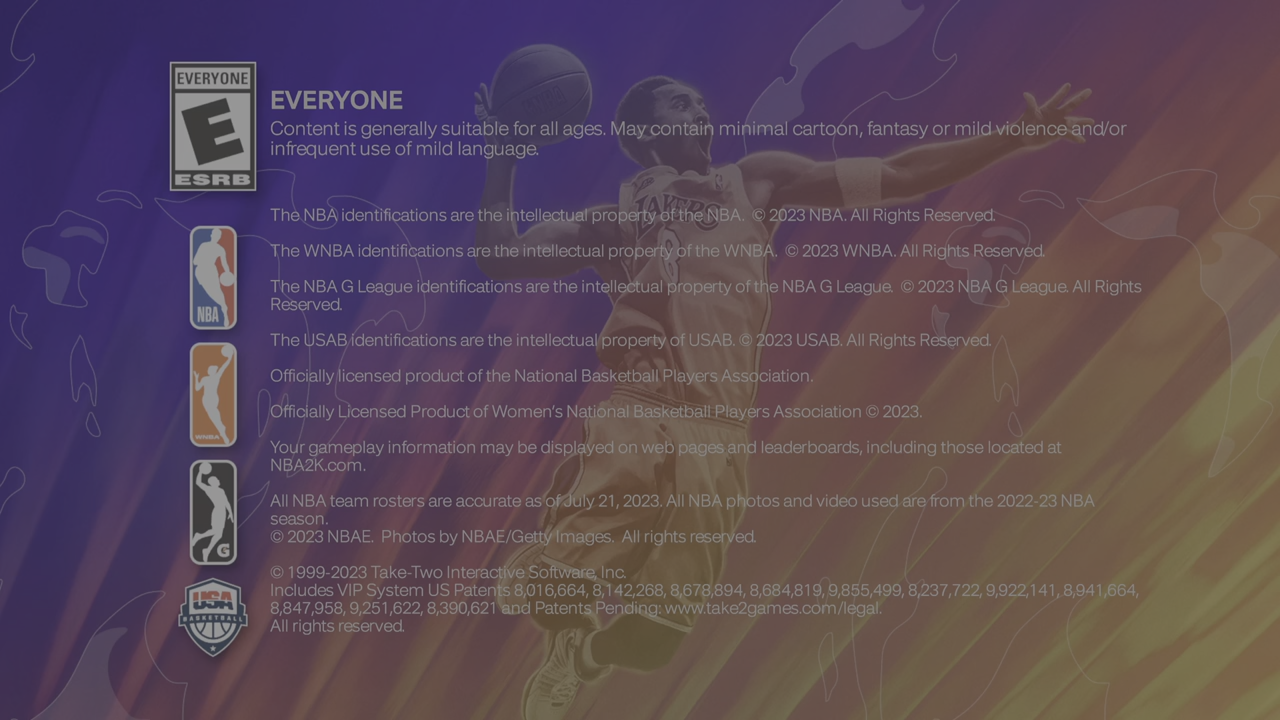 EVERYONE
E
ESRB
EVERYONE
Content is generally suitable for all ages. May contain minimal cartoon, fantasy or mild violence and/or
infrequent use of mild language.
The NBA identifications are the intellectual property of the NBA. © 2023 NBA. All Rights Reserved.
The WNBA identifications are the intellectual property of the WNBA. © 2023 WNBA. All Rights Reserved.
The NBA G League identifications are the intellectual property of the NBA G League. © 2023 NBA G League. All Rights
Reserved.
The USAB identifications are the intellectual property of USAB. © 2023 USAB. All Rights Reserved.
Officially licensed product of the National Basketball Players Association.
Officially Licensed Product of Women's National Basketball Players Association © 2023.
Your gameplay information may be displayed on web pages and leaderboards, including those located at
NBA2K.com.
All NBA team rosters are accurate as of July 21, 2023. All NBA photos and video used are from the 2022-23 NBA
season.
© 2023 NBAE. Photos by NBAE/Getty Images. All rights reserved.
© 1999-2023 Take-Two Interactive Software, Inc.
Includes VIP System US Patents 8,016,664, 8,142,268, 8,678,894, 8,684,819, 9,855,499, 8,237,722, 9,922,141, 8,941,664,
8,847,958, 9,251,622, 8,390,621 and Patents Pending: www.take2games.com/legal.
All rights reserved.
NBA
WNBA
G
USA
BASKETBALL
LAKERS
8